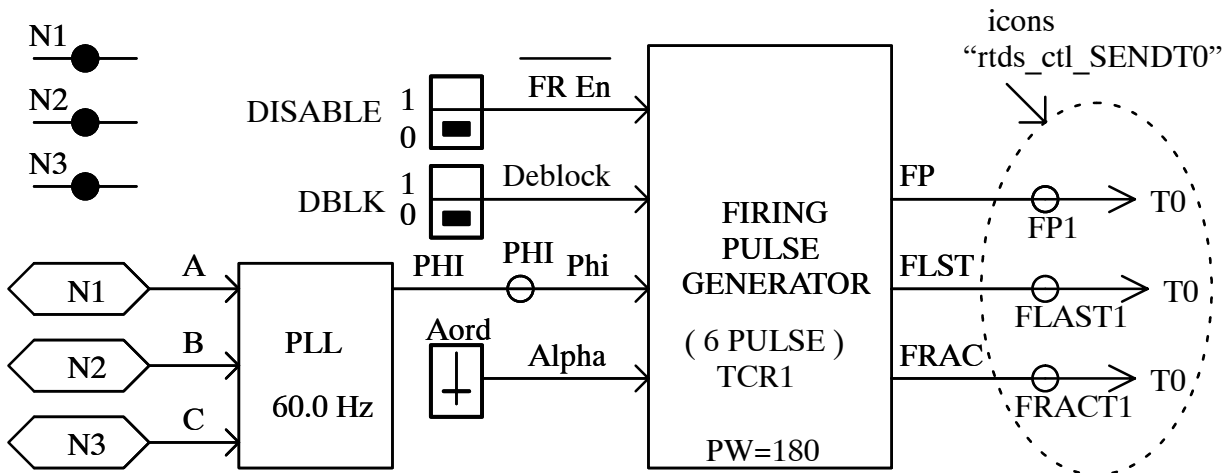 icons
“rtds_ctl_SENDT0”
N1
N2
N3
DISABLE
1
0
FR En
DBLK
1
0
Deblock
N1
A
N2
B
N3
C
PLL
60.0 Hz
PHI
PHI
Phi
Aord
Alpha
FIRING
PULSE
GENERATOR
( 6 PULSE )
TCR1
PW=180
FP
FP1
T0
FLST
FLAST1
T0
FRAC
FRACT1
T0